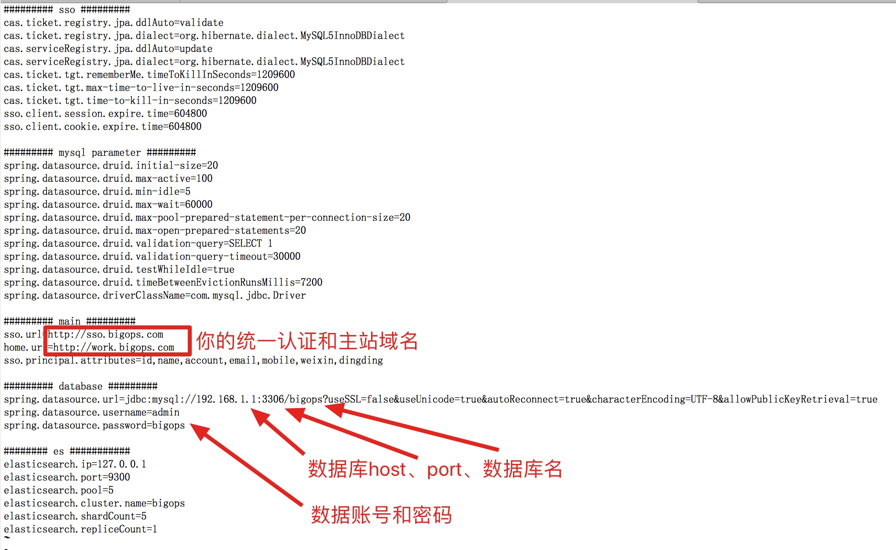 ######### sso #########
cas.ticket.registry.jpa.ddlAuto=validate
cas.ticket.registry.jpa.dialect=org.hibernate.dialect.MySQL5InnoDBDialect
cas.serviceRegistry.jpa.ddlAuto=update
cas.serviceRegistry.jpa.dialect=org.hibernate.dialect.MySQL5InnoDBDialect
cas.ticket.tgt.rememberMe.timeToKillInSeconds=1209600
cas.ticket.tgt.max-time-to-live-in-seconds=1209600
cas.ticket.tgt.time-to-kill-in-seconds=1209600
sso.client.session.expire.time=604800
sso.client.cookie.expire.time=604800
######### mysql parameter #########
spring.datasource.druid.initial-size=20
spring.datasource.druid.max-active=100
spring.datasource.druid.min-idle=5
spring.datasource.druid.max-wait=60000
spring.datasource.druid.max-pool-prepared-statement-per-connection-size=20
spring.datasource.druid.max-open-prepared-statements=20
spring.datasource.druid.validation-query=SELECT 1
spring.datasource.druid.validation-query-timeout=30000
spring.datasource.druid.testWhileIdle=true
spring.datasource.druid.timeBetweenEvictionRunsMillis=7200
spring.datasource.driverClassName=com.mysql.jdbc.Driver
######### main #########
sso.url=http://sso.bigops.com
home.url=http://work.bigops.com
你的统一认证和主站域名
sso.principal.attributes=id,name,account,email,mobile,weixin,dingding
######### database #########
spring.datasource.url=jdbc:mysql://192.168.1.1:3306/bigops?useSSL=false&useUnicode=true&autoReconnect=true&characterEncoding=UTF-8&allowPublicKeyRetrieval=true
spring.datasource.username=admin
spring.datasource.password=bigops
数据库host、port、数据库名
数据账号和密码
######## es ###########
elasticsearch.ip=127.0.0.1
elasticsearch.port=9300
elasticsearch.pool=5
elasticsearch.cluster.name=bigops
elasticsearch.shardCount=5
elasticsearch.repliceCount=1
~